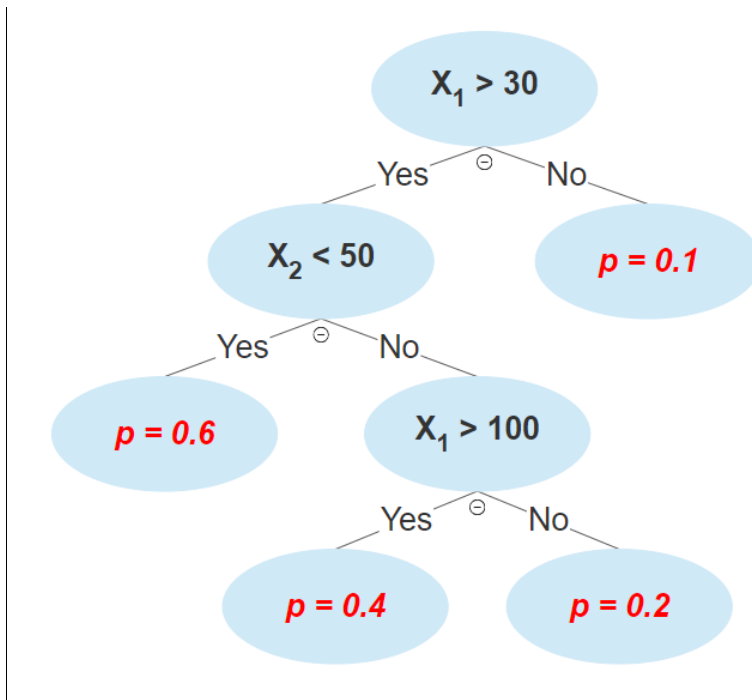 X₁ > 30
Yes
No
X₂ < 50
p = 0.1
Yes
No
p = 0.6
X₁ > 100
Yes
No
p = 0.4
p = 0.2